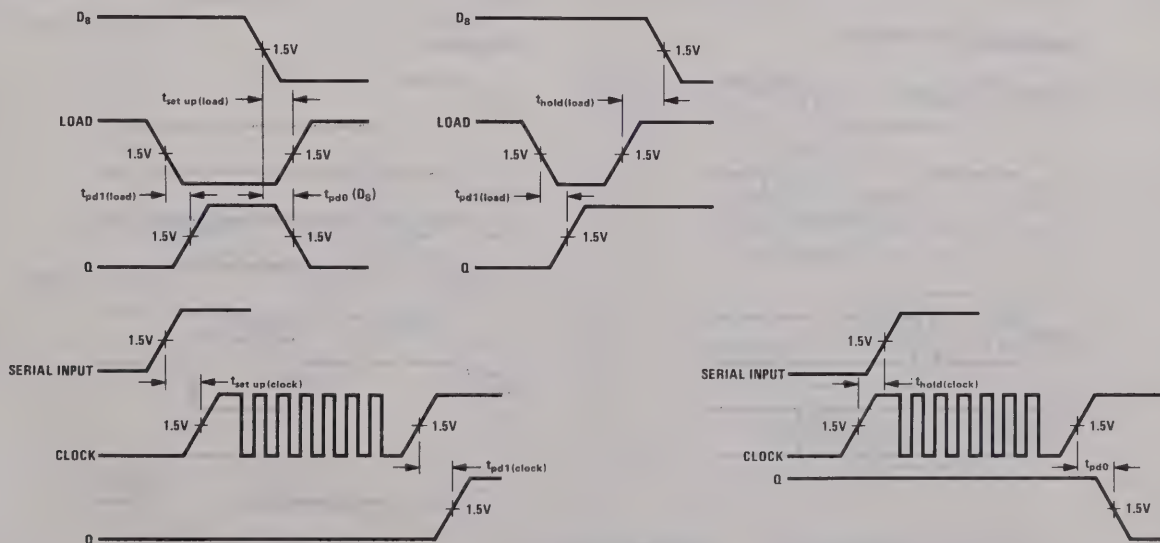 D8
1.5V
tset up(load)
LOAD
1.5V
1.5V
tpd1(load)
tpd0 (D8)
1.5V
1.5V
Q
D8
1.5V
thold(load)
LOAD
1.5V
1.5V
tpd1(load)
1.5V
Q
1.5V
SERIAL INPUT
tset up(clock)
1.5V
1.5V
CLOCK
tpd1(clock)
1.5V
Q
1.5V
SERIAL INPUT
thold(clock)
1.5V
1.5V
CLOCK
Q
tpd0
1.5V